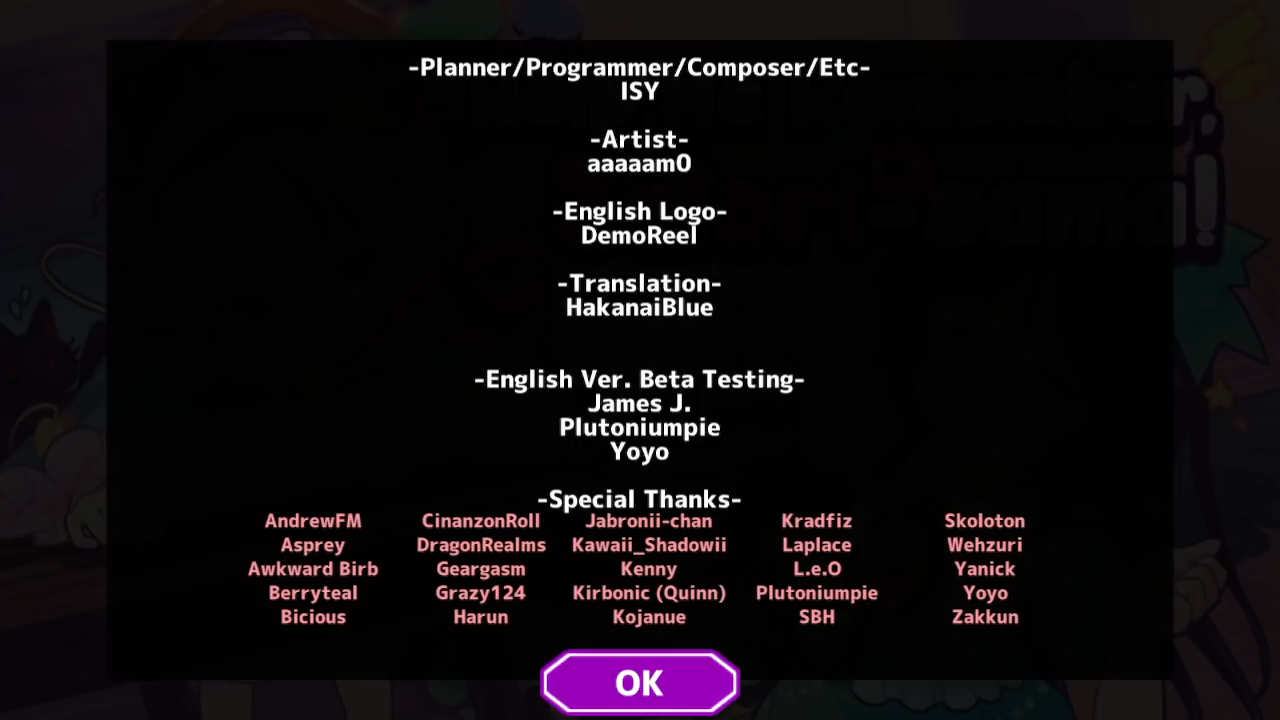 -Planner/Programmer/Composer/Etc-
ISY
-Artist-
aaaaam0
-English Logo-
DemoReel
-Translation-
HakanaiBlue
-English Ver. Beta Testing-
James J.
Plutoniumpie
Yoyo
-Special Thanks-
AndrewFM CinanzonRoll Jabronii-chan Kradfiz Skoloton
Asprey DragonRealms Kawaii_Shadowii Laplace Wehzuri
Awkward Birb Geargasm Kenny L.e.O Yanick
Berryteal Grazy124 Kirbonic (Quinn) Plutoniumpie Yoyo
Bicious Harun Kojanue SBH Zakkun
OK